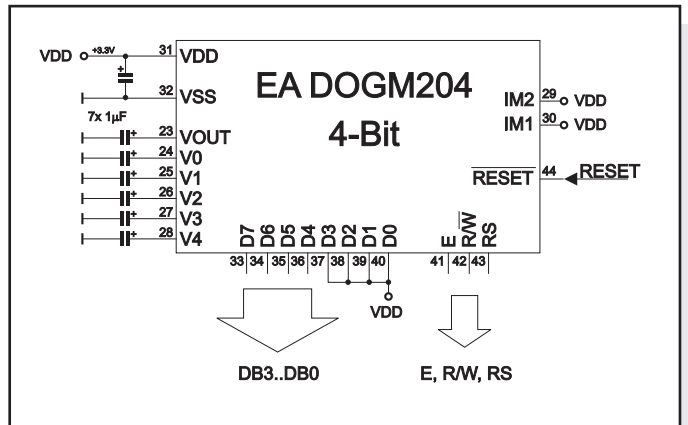 VDD +3.3V 31 VDD
32 VSS
7x 1µF
23 VOUT
24 V0
25 V1
26 V2
27 V3
28 V4
EA DOGM204
4-Bit
IM2 29 VDD
IM1 30 VDD
RESET 44 RESET
D7 D6 D5 D4 D3 D2 D1 D0
33 34 35 36 37 38 39 40
E R/W RS
41 42 43
VDD
DB3..DB0
E, R/W, RS